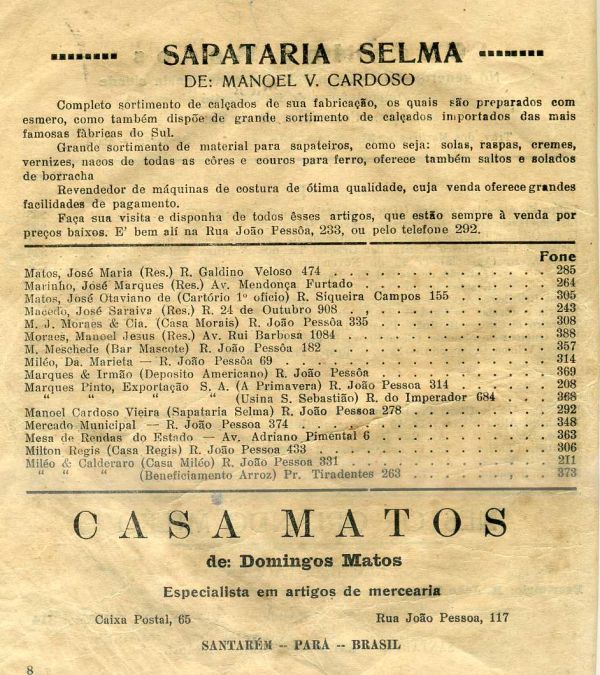 SAPATARIA SELMA
DE: MANOEL V. CARDOSO
Completo sortimento de calçados de sua fabricação, os quais são preparados com
esmero, como também dispõe de grande sortimento de calçados importados das mais
famosas fàbricas do Sul.
Grande sortimento de material para sapateiros, como seja: solas, raspas, cremes,
vernizes, nacos de todas as côres e couros para ferro, oferece também saltos e solados
de borracha
Revendedor de máquinas de costura de ótima qualidade, cuja venda oferece grandes
facilidades de pagamento.
Faça sua visita e disponha de todos êsses artigos, que estão sempre à venda por
preços baixos. E' bem alí na Rua João Pessôa, 233, ou pelo telefone 292.
Fone
Matos, José Maria (Res.) R. Galdino Veloso 474 . . . . . . . . . . 285
Marinho, José Marques (Res.) Av. Mendonça Furtado . . . . . . . . . . 264
Matos, José Otaviano de (Cartório 1º oficio) R. Siqueira Campos 155 . . . . . . 305
Macedo, José Saraiva (Res.) R. 24 de Outubro 908 . . . . . . . . . . 243
M. J. Moraes & Cia. (Casa Morais) R. João Pessôa 335 . . . . . . . . . 308
Moraes, Manoel Jesus (Res.) Av. Rui Barbosa 1084 . . . . . . . . . . 388
M. Meschede (Bar Mascote) R. João Pessoa 182 . . . . . . . . . . 357
Miléo, Da. Marieta — R. João Pessôa 69 . . . . . . . . . . 314
Marques & Irmão (Deposito Americano) R. João Pessôa . . . . . . . . . 369
Marques Pinto, Exportação S. A. (A Primavera) R. João Pessoa 314 . . . . . . 208
" " " " (Usina S. Sebastião) R. do Imperador 684 . . . 368
Manoel Cardoso Vieira (Sapataria Selma) R. João Pessoa 278 . . . . . . . 292
Mercado Municipal — R. João Pessoa 374 . . . . . . . . . . 348
Mesa de Rendas do Estado — Av. Adriano Pimental 6 . . . . . . . . . 363
Milton Regis (Casa Regis) R. João Pessoa 433 . . . . . . . . . . 306
Miléo & Calderaro (Casa Miléo) R. João Pessoa 331 . . . . . . . . . 211
" " " (Beneficiamento Arroz) Pr. Tiradentes 263 . . . . . . . 373
CASA MATOS
de: Domingos Matos
Especialista em artigos de mercearia
Caixa Postal, 65 Rua João Pessoa, 117
SANTARÉM -- PARÁ -- BRASIL
8